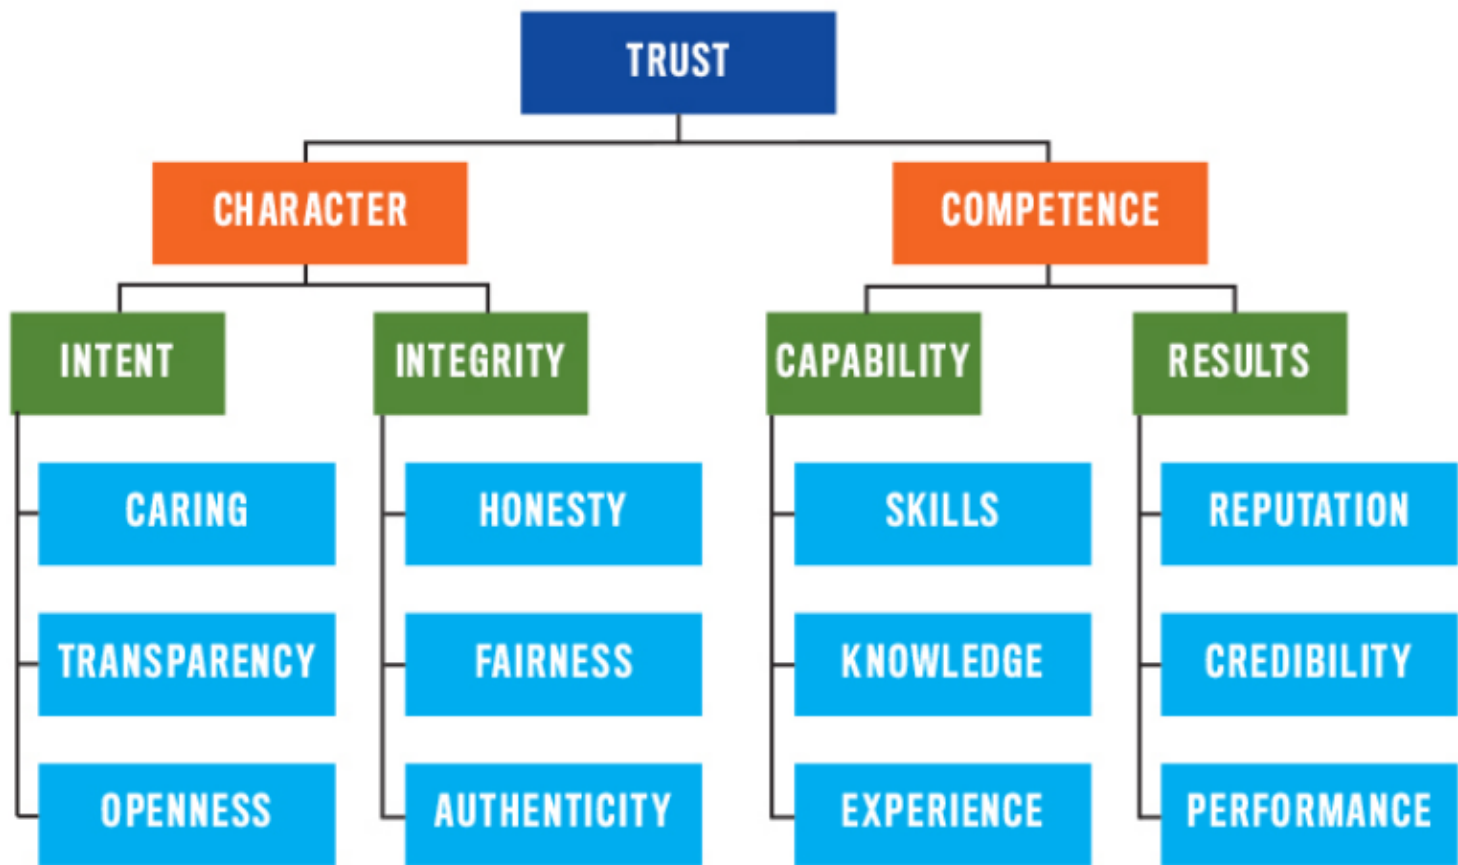 TRUST
CHARACTER
COMPETENCE
INTENT
INTEGRITY
CAPABILITY
RESULTS
CARING
HONESTY
SKILLS
REPUTATION
TRANSPARENCY
FAIRNESS
KNOWLEDGE
CREDIBILITY
OPENNESS
AUTHENTICITY
EXPERIENCE
PERFORMANCE